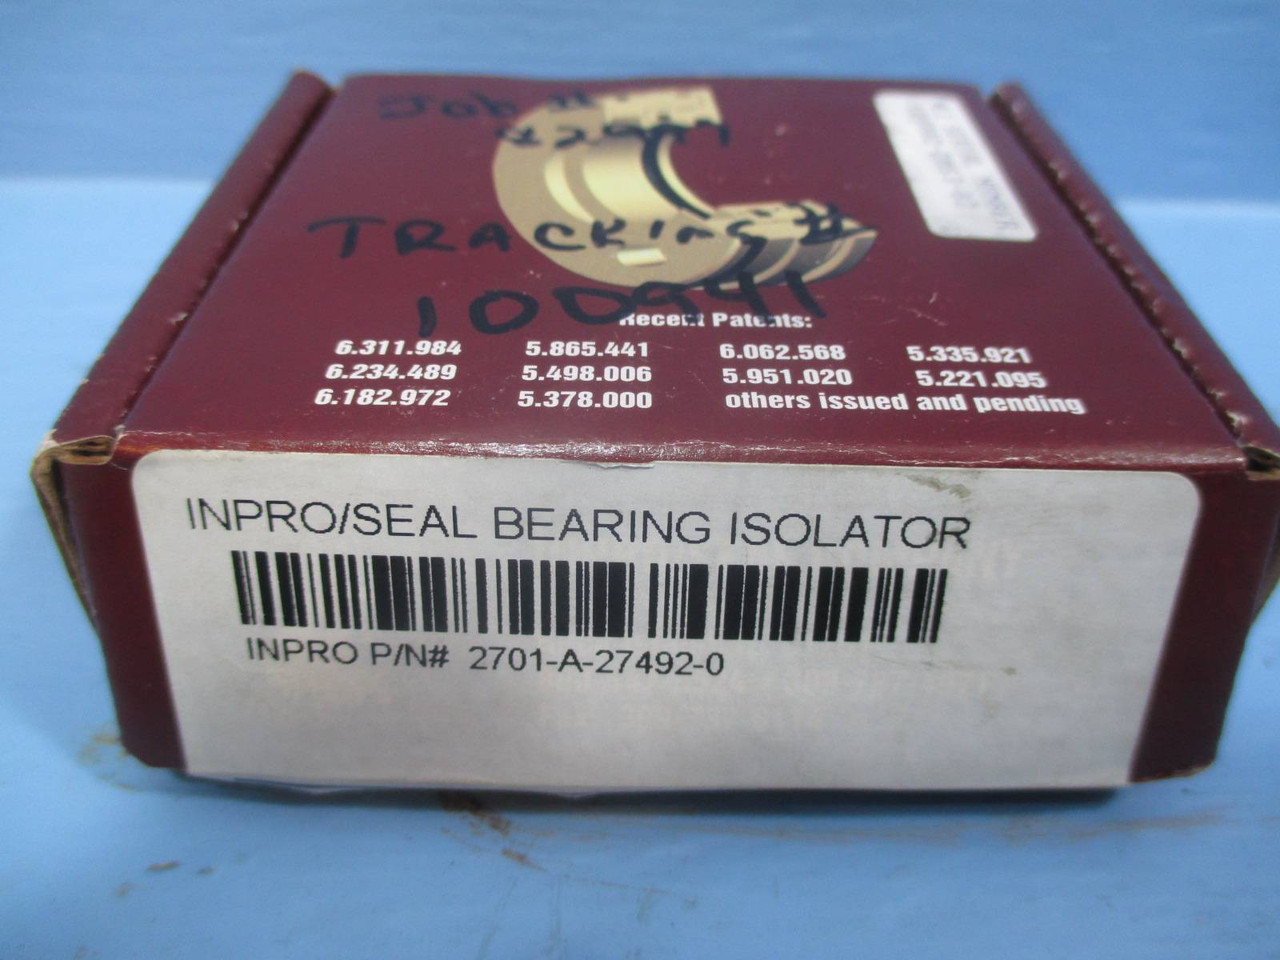 Job #
TRACKING #
100941
Recent Patents:
6.311.984 5.865.441 6.062.568 5.335.921
6.234.489 5.498.006 5.951.020 5.221.095
6.182.972 5.378.000 others issued and pending
INPRO/SEAL BEARING ISOLATOR
INPRO P/N# 2701-A-27492-0